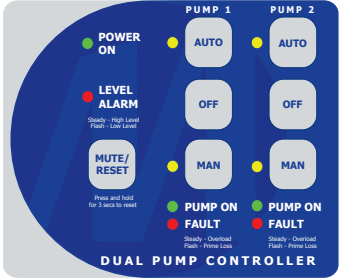 PUMP 1 PUMP 2
POWER
ON
AUTO AUTO
LEVEL
ALARM
Steady - High Level
Flash - Low Level
OFF OFF
MUTE/
RESET
MAN MAN
Press and hold
for 3 secs to reset
PUMP ON PUMP ON
FAULT FAULT
Steady - Overload Steady - Overload
Flash - Prime Loss Flash - Prime Loss
DUAL PUMP CONTROLLER